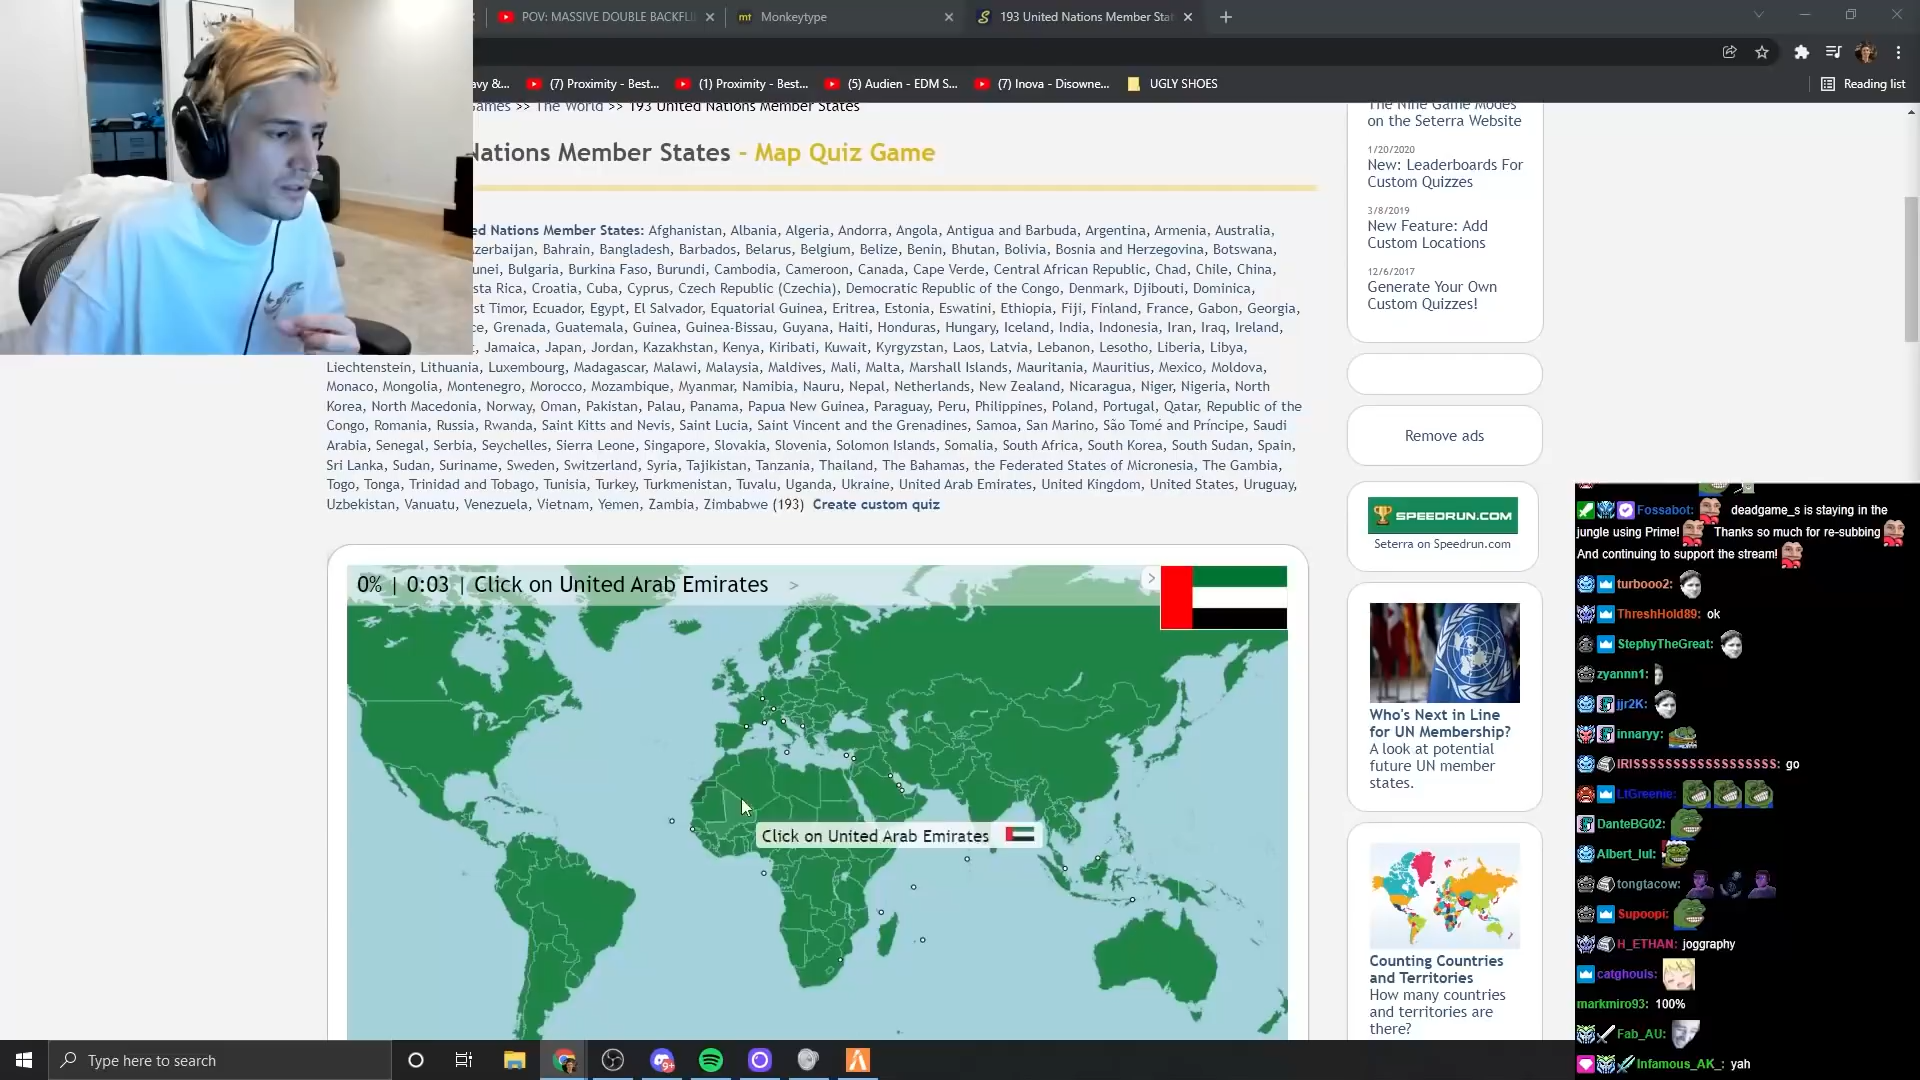 POV: MASSIVE DOUBLE BACKFLI
Monkeytype
193 United Nations Member Stat
avy &...
(7) Proximity - Best...
(1) Proximity - Best...
(5) Audien - EDM S...
(7) Inova - Disowne...
UGLY SHOES
Reading list
ames >> The World >> 193 United Nations Member States
Nations Member States - Map Quiz Game
ed Nations Member States: Afghanistan, Albania, Algeria, Andorra, Angola, Antigua and Barbuda, Argentina, Armenia, Australia,
zerbaijan, Bahrain, Bangladesh, Barbados, Belarus, Belgium, Belize, Benin, Bhutan, Bolivia, Bosnia and Herzegovina, Botswana,
unei, Bulgaria, Burkina Faso, Burundi, Cambodia, Cameroon, Canada, Cape Verde, Central African Republic, Chad, Chile, China,
sta Rica, Croatia, Cuba, Cyprus, Czech Republic (Czechia), Democratic Republic of the Congo, Denmark, Djibouti, Dominica,
st Timor, Ecuador, Egypt, El Salvador, Equatorial Guinea, Eritrea, Estonia, Eswatini, Ethiopia, Fiji, Finland, France, Gabon, Georgia,
ce, Grenada, Guatemala, Guinea, Guinea-Bissau, Guyana, Haiti, Honduras, Hungary, Iceland, India, Indonesia, Iran, Iraq, Ireland,
, Jamaica, Japan, Jordan, Kazakhstan, Kenya, Kiribati, Kuwait, Kyrgyzstan, Laos, Latvia, Lebanon, Lesotho, Liberia, Libya,
Liechtenstein, Lithuania, Luxembourg, Madagascar, Malawi, Malaysia, Maldives, Mali, Malta, Marshall Islands, Mauritania, Mauritius, Mexico, Moldova,
Monaco, Mongolia, Montenegro, Morocco, Mozambique, Myanmar, Namibia, Nauru, Nepal, Netherlands, New Zealand, Nicaragua, Niger, Nigeria, North
Korea, North Macedonia, Norway, Oman, Pakistan, Palau, Panama, Papua New Guinea, Paraguay, Peru, Philippines, Poland, Portugal, Qatar, Republic of the
Congo, Romania, Russia, Rwanda, Saint Kitts and Nevis, Saint Lucia, Saint Vincent and the Grenadines, Samoa, San Marino, São Tomé and Príncipe, Saudi
Arabia, Senegal, Serbia, Seychelles, Sierra Leone, Singapore, Slovakia, Slovenia, Solomon Islands, Somalia, South Africa, South Korea, South Sudan, Spain,
Sri Lanka, Sudan, Suriname, Sweden, Switzerland, Syria, Tajikistan, Tanzania, Thailand, The Bahamas, the Federated States of Micronesia, The Gambia,
Togo, Tonga, Trinidad and Tobago, Tunisia, Turkey, Turkmenistan, Tuvalu, Uganda, Ukraine, United Arab Emirates, United Kingdom, United States, Uruguay,
Uzbekistan, Vanuatu, Venezuela, Vietnam, Yemen, Zambia, Zimbabwe (193) Create custom quiz
0% | 0:03 | Click on United Arab Emirates >
Click on United Arab Emirates
The Nine Game Modes
on the Seterra Website
1/20/2020
New: Leaderboards For
Custom Quizzes
3/8/2019
New Feature: Add
Custom Locations
12/6/2017
Generate Your Own
Custom Quizzes!
Remove ads
SPEEDRUN.COM
Seterra on Speedrun.com
Who's Next in Line
for UN Membership?
A look at potential
future UN member
states.
Counting Countries
and Territories
How many countries
and territories are
there?
Fossabot: deadgame_s is staying in the
jungle using Prime! Thanks so much for re-subbing
And continuing to support the stream!
turbooo2:
ThreshHold89: ok
StephyTheGreat:
zyannn1:
jjr2K:
innaryy:
IRISSSSSSSSSSSSSSSSS: go
LtGreenie:
DanteBG02:
Albert_lul:
tongtacow:
Supoopi:
H_ETHAN: joggraphy
catghouls:
markmiro93: 100%
Fab_AU:
Infamous_AK_: yah
Type here to search
9+